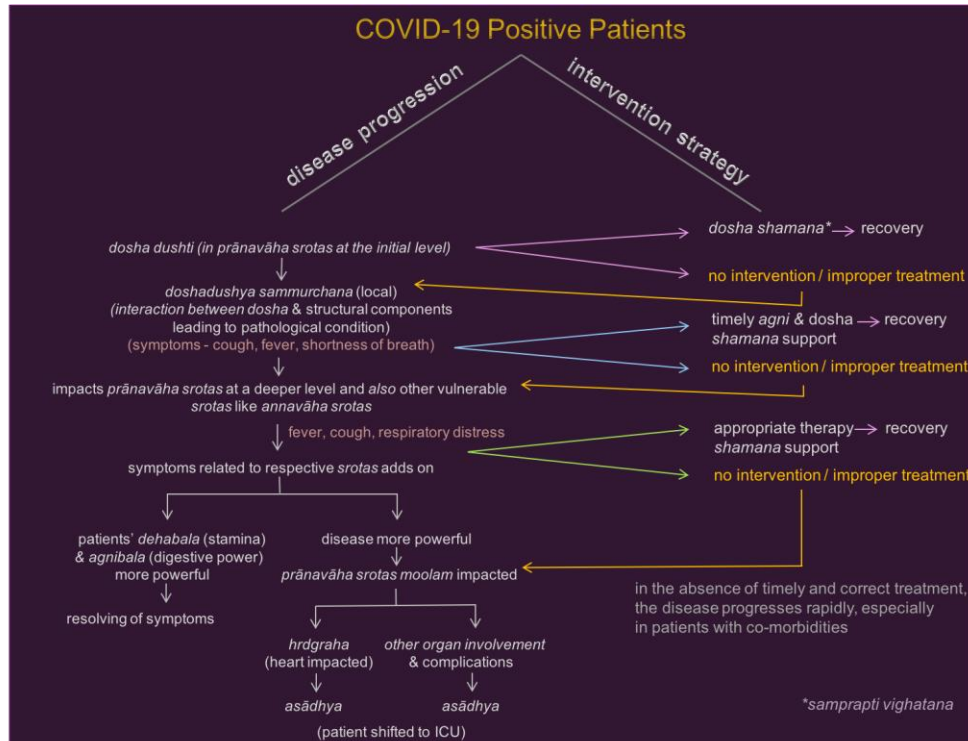 COVID-19 Positive Patients
disease progression
intervention strategy
dosha dushti (in prānavāha srotas at the initial level)
dosha shamana* recovery
no intervention / improper treatment
doshadushya sammurchana (local)
(interaction between dosha & structural components
leading to pathological condition)
(symptoms - cough, fever, shortness of breath)
timely agni & dosha recovery
shamana support
no intervention / improper treatment
impacts prānavāha srotas at a deeper level and also other vulnerable
srotas like annavāha srotas
fever, cough, respiratory distress
appropriate therapy recovery
shamana support
no intervention / improper treatment
symptoms related to respective srotas adds on
patients' dehabala (stamina)
& agnibala (digestive power)
more powerful
resolving of symptoms
disease more powerful
prānavāha srotas moolam impacted
hrdgraha
(heart impacted)
asādhya
other organ involvement
& complications
asādhya
(patient shifted to ICU)
in the absence of timely and correct treatment,
the disease progresses rapidly, especially
in patients with co-morbidities
*samprapti vighatana